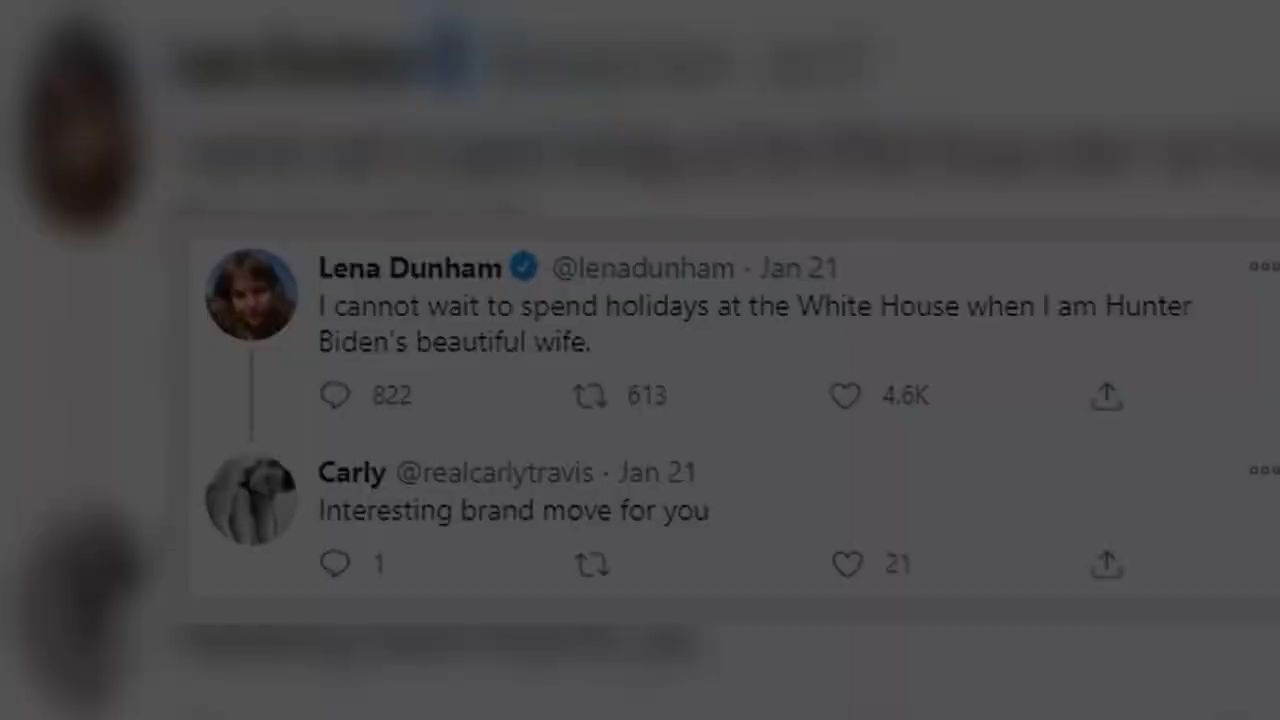 Lena Dunham @lenadunham · Jan 21
I cannot wait to spend holidays at the White House when I am Hunter
Biden's beautiful wife.
822 613 4.6K
Carly @realcarlytravis · Jan 21
Interesting brand move for you
1 21